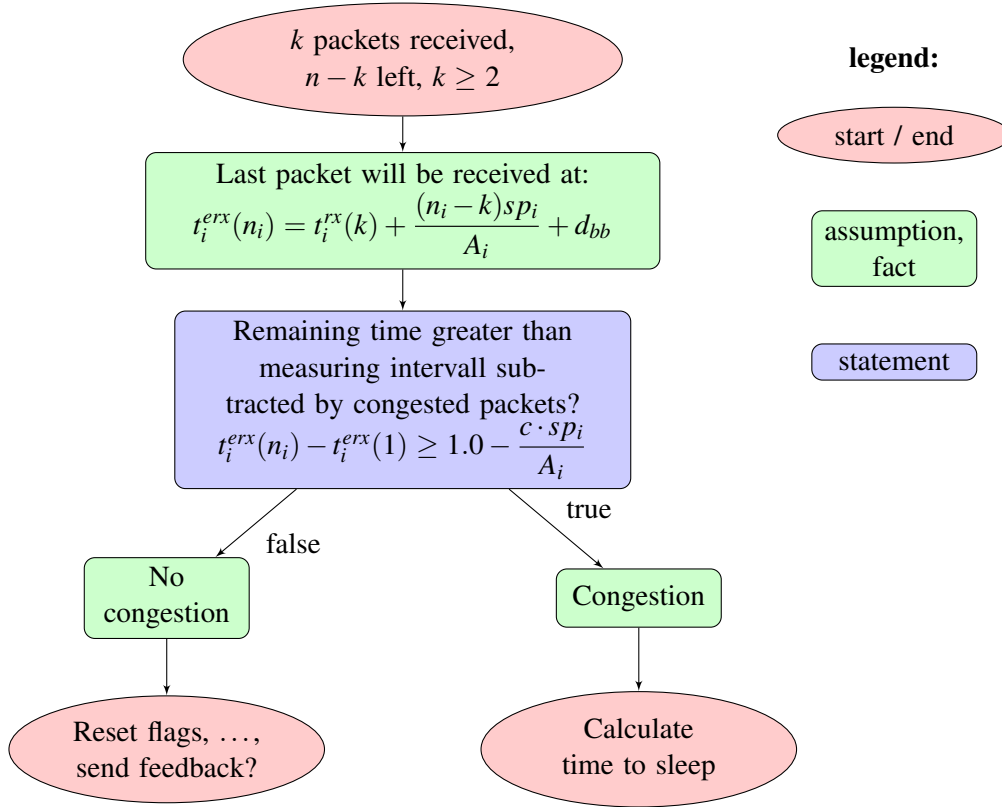 k packets received,
n − k left, k ≥ 2
legend:
start / end
Last packet will be received at:
t_i^{erx}(n_i) = t_i^{rx}(k) + \frac{(n_i − k)sp_i}{A_i} + d_{bb}
assumption,
fact
Remaining time greater than
measuring intervall sub-
tracted by congested packets?
t_i^{erx}(n_i) − t_i^{erx}(1) ≥ 1.0 − \frac{c · sp_i}{A_i}
statement
false
true
No
congestion
Congestion
Reset flags, …,
send feedback?
Calculate
time to sleep